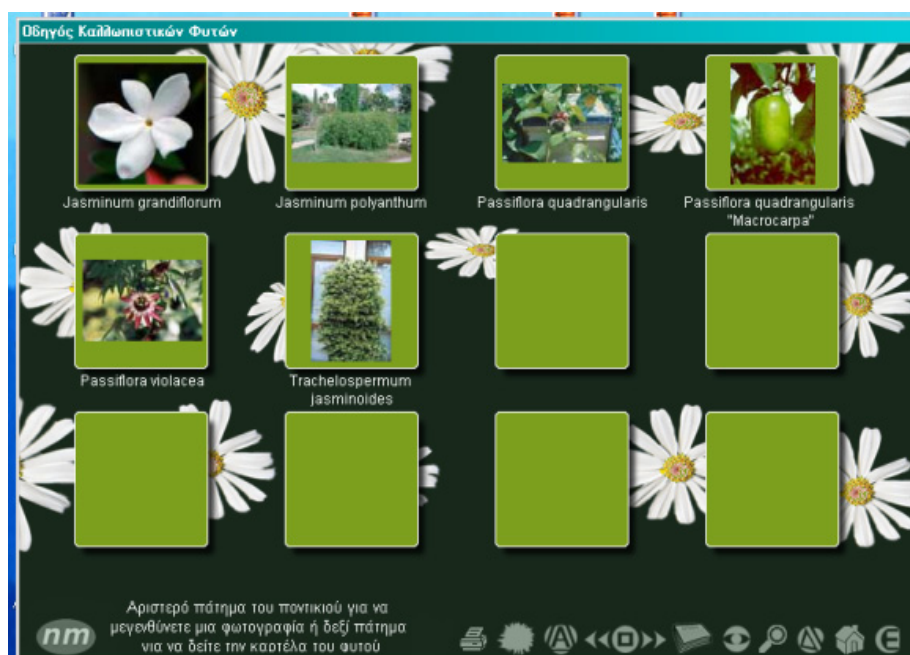 Οδηγός Καλλωπιστικών Φυτών
Jasminum grandiflorum
Jasminum polyanthum
Passiflora quadrangularis
Passiflora quadrangularis
"Macrocarpa"
Passiflora violacea
Trachelospermum
jasminoides
Αριστερό πάτημα του ποντικιού για να
μεγενθύνετε μια φωτογραφία ή δεξί πάτημα
για να δείτε την καρτέλα του φυτού
nm